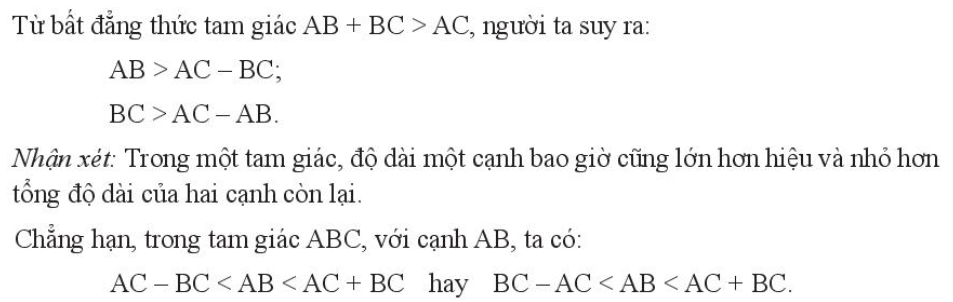 Từ bất đẳng thức tam giác AB + BC > AC, người ta suy ra:
AB > AC – BC;
BC > AC – AB.
Nhận xét: Trong một tam giác, độ dài một cạnh bao giờ cũng lớn hơn hiệu và nhỏ hơn
tổng độ dài của hai cạnh còn lại.
Chẳng hạn, trong tam giác ABC, với cạnh AB, ta có:
AC – BC < AB < AC + BC hay BC – AC < AB < AC + BC.